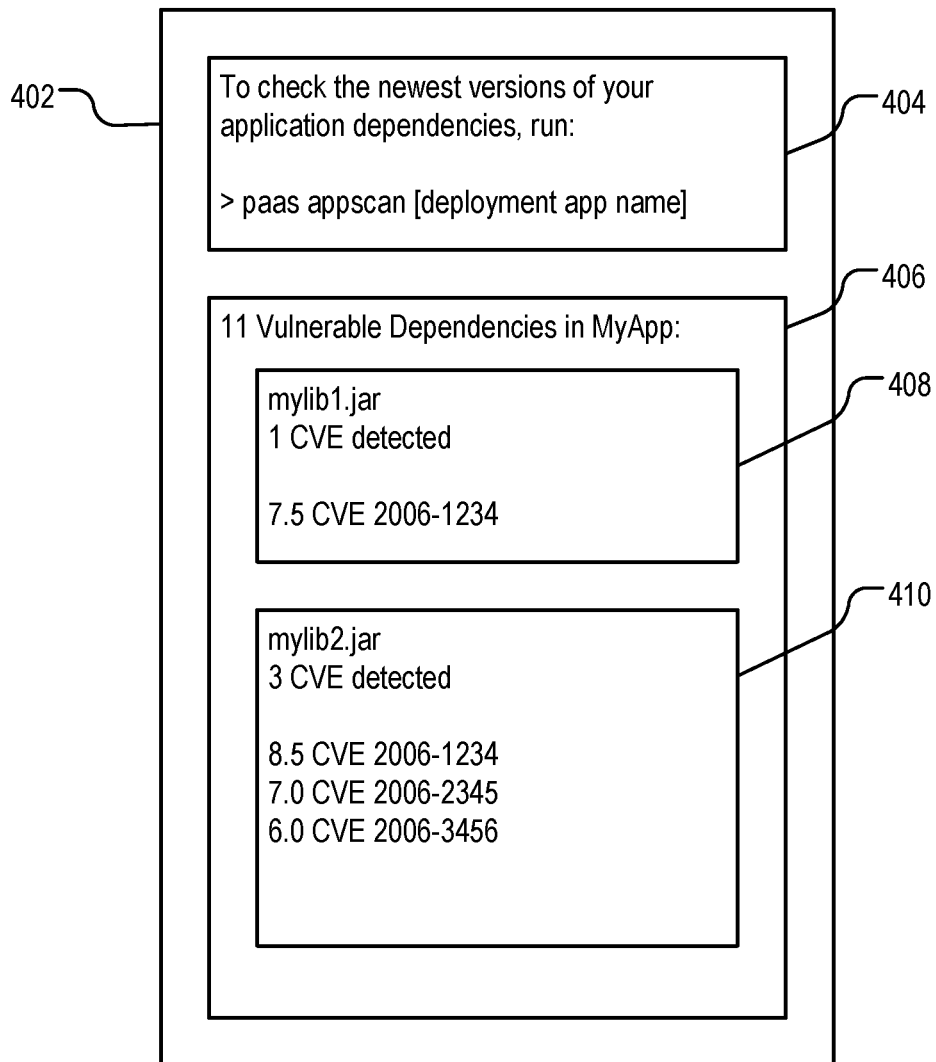 402
To check the newest versions of your
application dependencies, run:
> paas appscan [deployment app name]
404
406
11 Vulnerable Dependencies in MyApp:
408
mylib1.jar
1 CVE detected
7.5 CVE 2006-1234
410
mylib2.jar
3 CVE detected
8.5 CVE 2006-1234
7.0 CVE 2006-2345
6.0 CVE 2006-3456